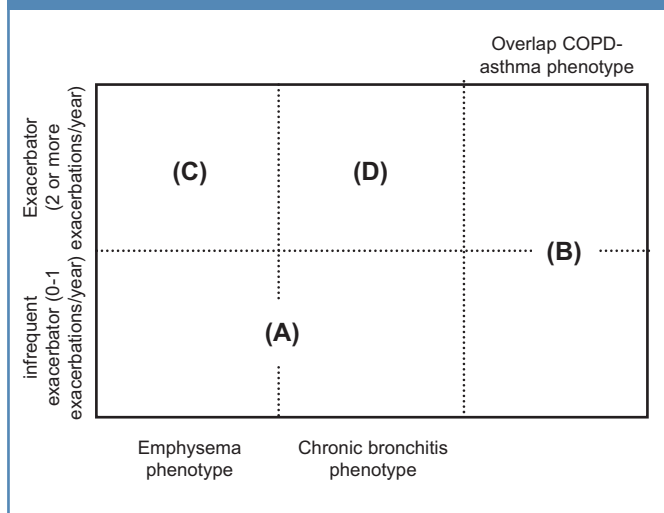 Overlap COPD-
asthma phenotype
Exacerbator
(2 or more
exacerbations/year)
(C)
(D)
(B)
infrequent
exacerbator (0-1
exacerbations/year)
(A)
Emphysema
phenotype
Chronic bronchitis
phenotype